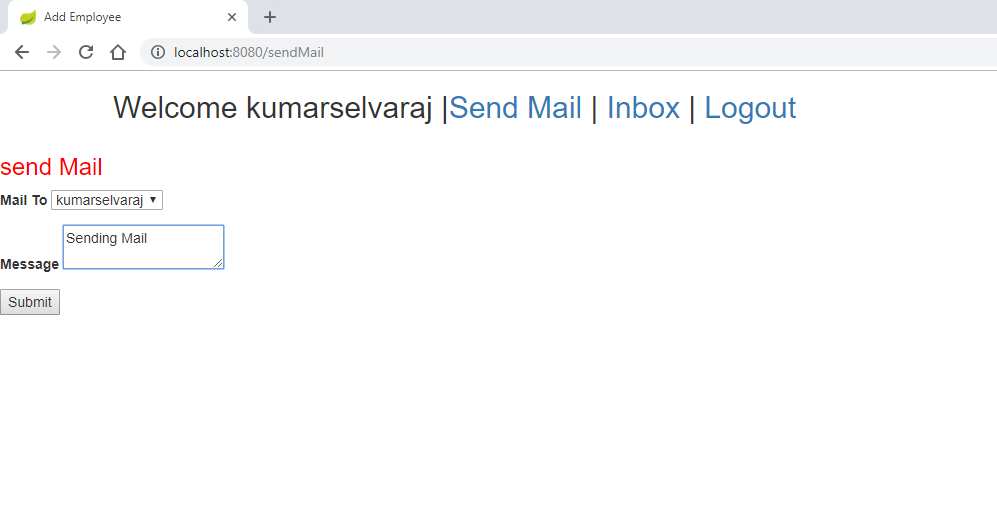 Add Employee
localhost:8080/sendMail
Welcome kumarselvaraj |Send Mail | Inbox | Logout
send Mail
Mail To kumarselvaraj
Sending Mail
Message
Submit